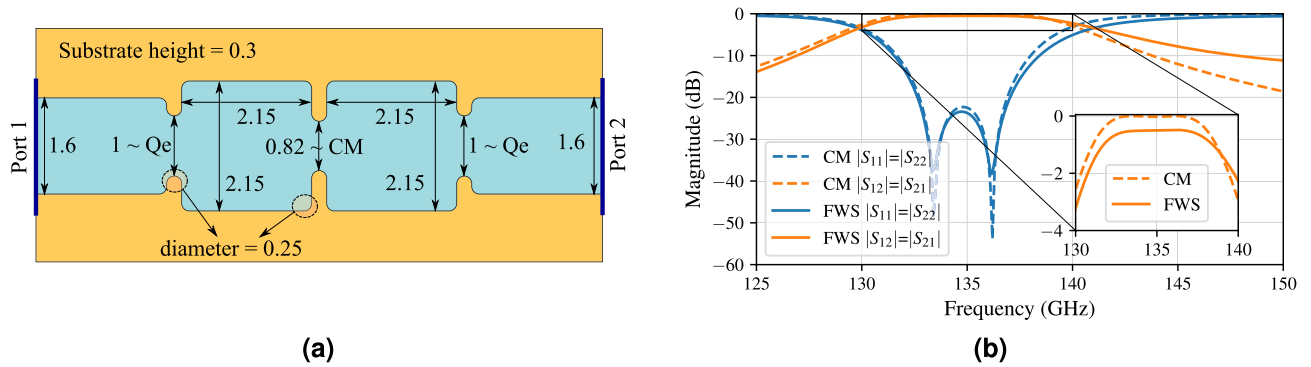 Substrate height = 0.3
Port 1
1.6
1 ~ Qe
2.15
2.15
0.82 ~ CM
2.15
2.15
1 ~ Qe
1.6
Port 2
diameter = 0.25
(a)
Magnitude (dB)
0
−10
−20
−30
−40
−50
−60
125
130
135
140
145
150
Frequency (GHz)
CM |S11|=|S22|
CM |S12|=|S21|
FWS |S11|=|S22|
FWS |S12|=|S21|
0
−2
−4
130
135
140
CM
FWS
(b)